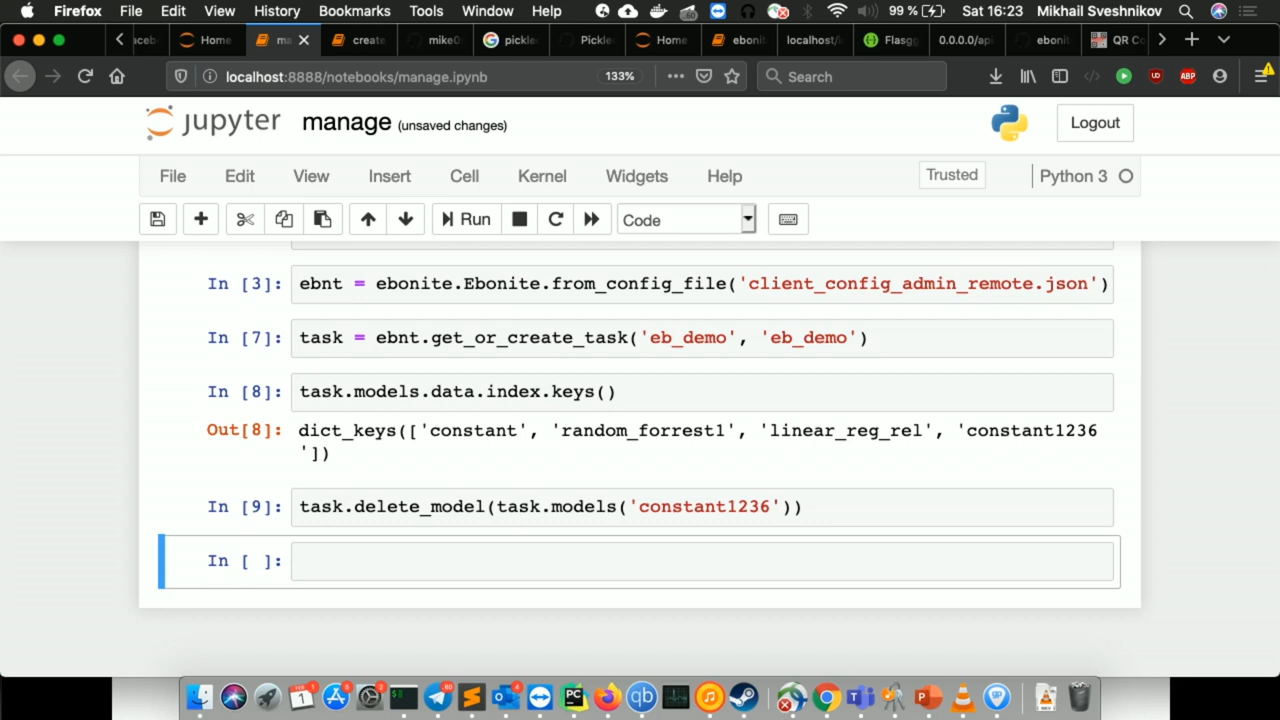 Firefox File Edit View History Bookmarks Tools Window Help 99 % Sat 16:23 Mikhail Sveshnikov
Home ma create mike Google pickle Pickle Home ebonit localhost/ Flasgg 0.0.0.0/ap ebonit QR Co
localhost:8888/notebooks/manage.ipynb 133% Search
jupyter manage (unsaved changes) Logout
File Edit View Insert Cell Kernel Widgets Help Trusted Python 3
Run Code
In [3]: ebnt = ebonite.Ebonite.from_config_file('client_config_admin_remote.json')
In [7]: task = ebnt.get_or_create_task('eb_demo', 'eb_demo')
In [8]: task.models.data.index.keys()
Out[8]: dict_keys(['constant', 'random_forrest1', 'linear_reg_rel', 'constant1236
'])
In [9]: task.delete_model(task.models('constant1236'))
In [ ]: